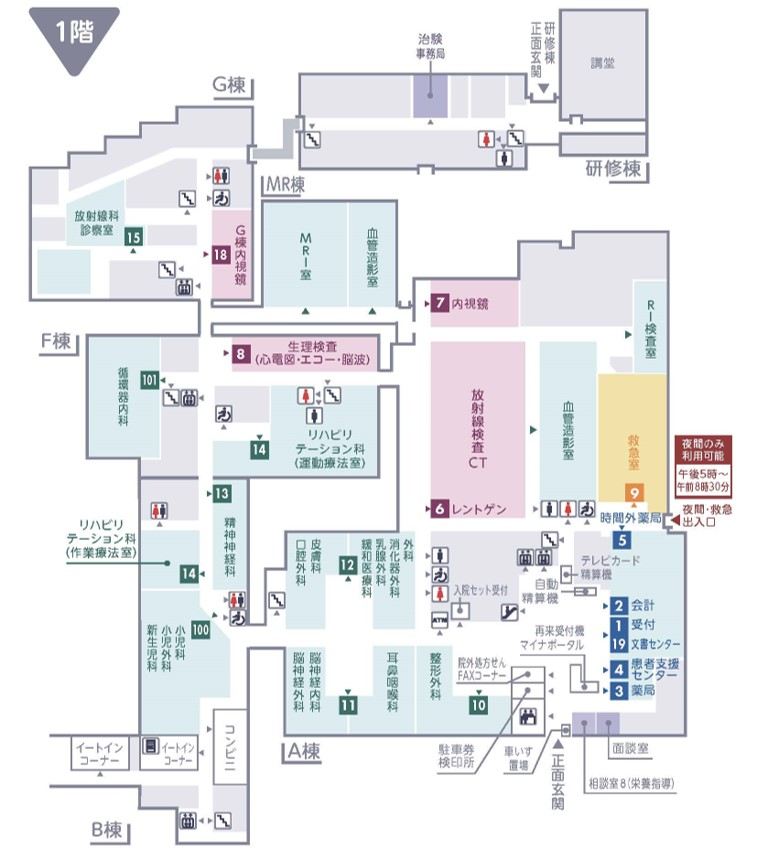 1階
G棟
治験
事務局
研修棟
正面玄関
講堂
研修棟
放射線科
診察室
15
18
G棟内視鏡
MR棟
MRI室
血管造影室
7 内視鏡
RI検査室
F棟
8
生理検査
(心電図・エコー・脳波)
循環器内科
101
14
リハビリ
テーション科
(運動療法室)
放射線検査
CT
血管造影室
救急室
9
夜間のみ
利用可能
午後5時〜
午前8時30分
夜間・救急
出入口
6 レントゲン
時間外薬局
5
13
精神神経科
リハビリ
テーション科
(作業療法室)
14
皮膚科
口腔外科
12
外科
消化器外科
乳腺外科
緩和医療科
テレビカード
精算機
自動
精算機
入院セット受付
ATM
2 会計
1 受付
19 文書センター
再来受付機
マイナポータル
4 患者支援
センター
3 薬局
100
小児科
小児外科
新生児科
脳神経内科
脳神経外科
11
耳鼻咽喉科
整形外科
10
院外処方せん
FAXコーナー
駐車券
検印所
車いす
置場
正面玄関
面談室
相談室8(栄養指導)
A棟
コンビニ
イートイン
コーナー
イートイン
コーナー
B棟